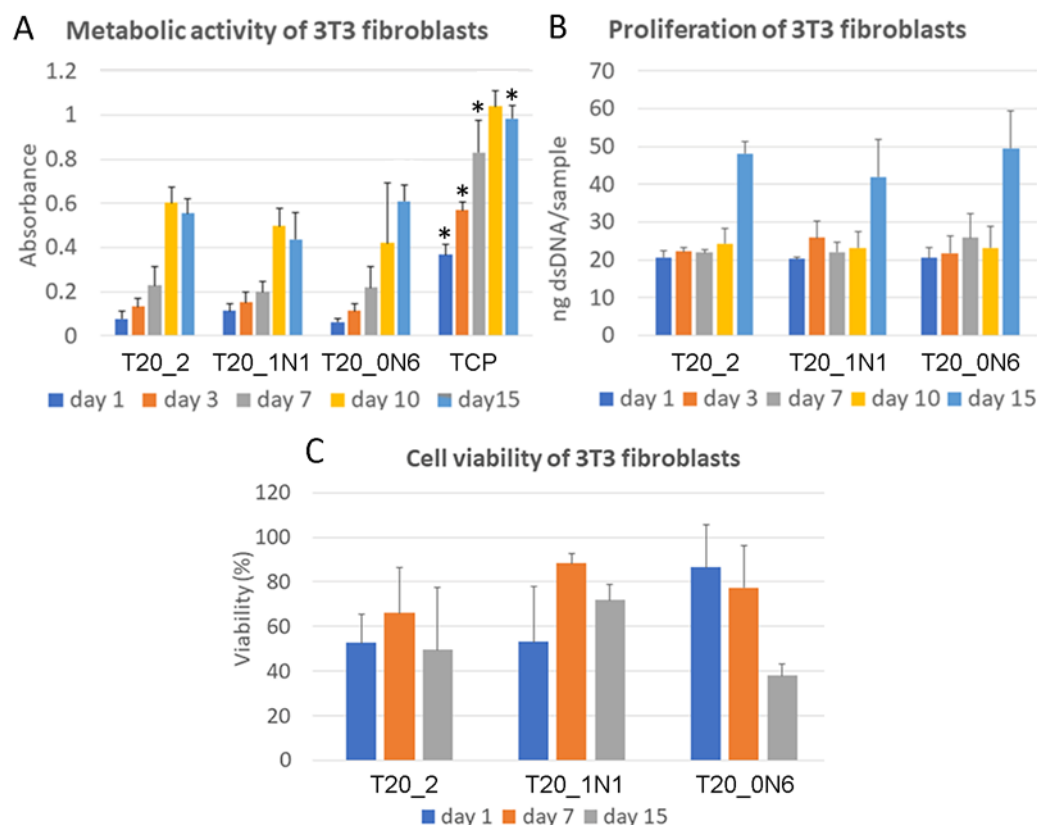 A Metabolic activity of 3T3 fibroblasts
1.2
1
0.8
0.6
0.4
0.2
0
Absorbance
* * * *
T20_2 T20_1N1 T20_0N6 TCP
day 1 day 3 day 7 day 10 day15
B Proliferation of 3T3 fibroblasts
70
60
50
40
30
20
10
0
ng dsDNA/sample
T20_2 T20_1N1 T20_0N6
day 1 day 3 day 7 day 10 day 15
C Cell viability of 3T3 fibroblasts
120
100
80
60
40
20
0
Viability (%)
T20_2 T20_1N1 T20_0N6
day 1 day 7 day 15